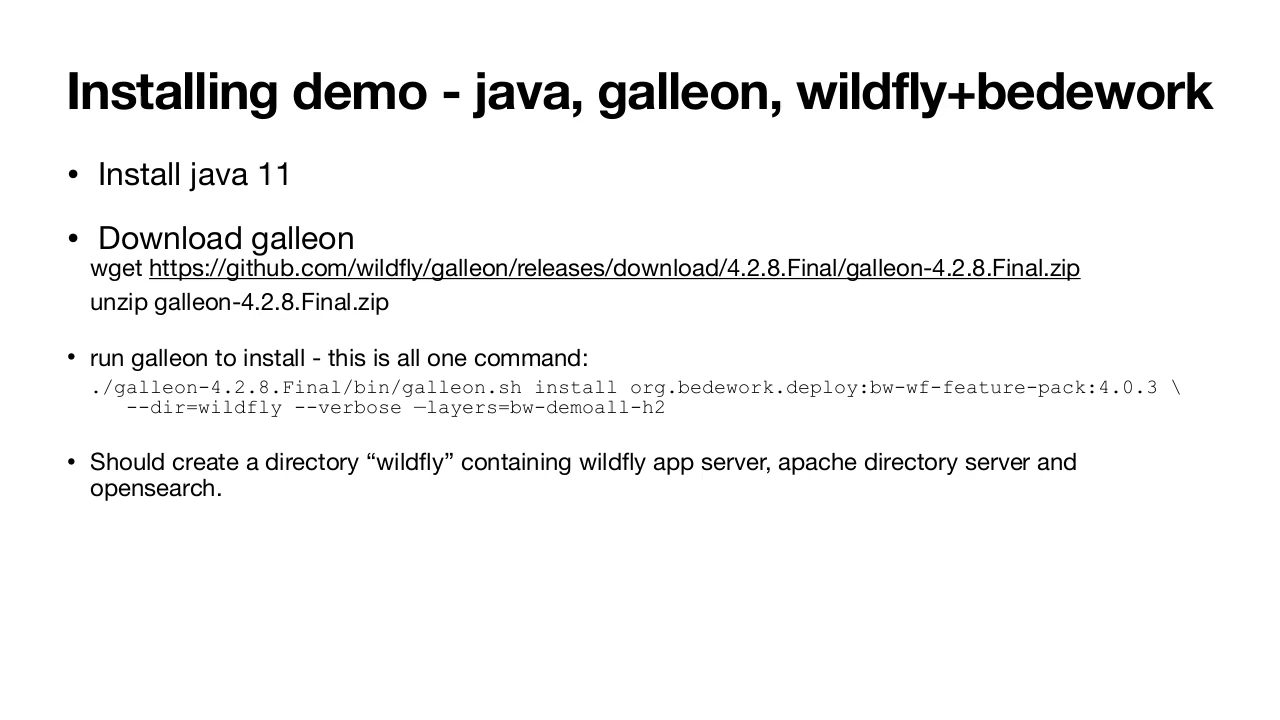 Installing demo - java, galleon, wildfly+bedework
• Install java 11
• Download galleon
wget https://github.com/wildfly/galleon/releases/download/4.2.8.Final/galleon-4.2.8.Final.zip
unzip galleon-4.2.8.Final.zip
• run galleon to install - this is all one command:
./galleon-4.2.8.Final/bin/galleon.sh install org.bedework.deploy:bw-wf-feature-pack:4.0.3 \
--dir=wildfly --verbose —layers=bw-demoall-h2
• Should create a directory “wildfly” containing wildfly app server, apache directory server and
opensearch.